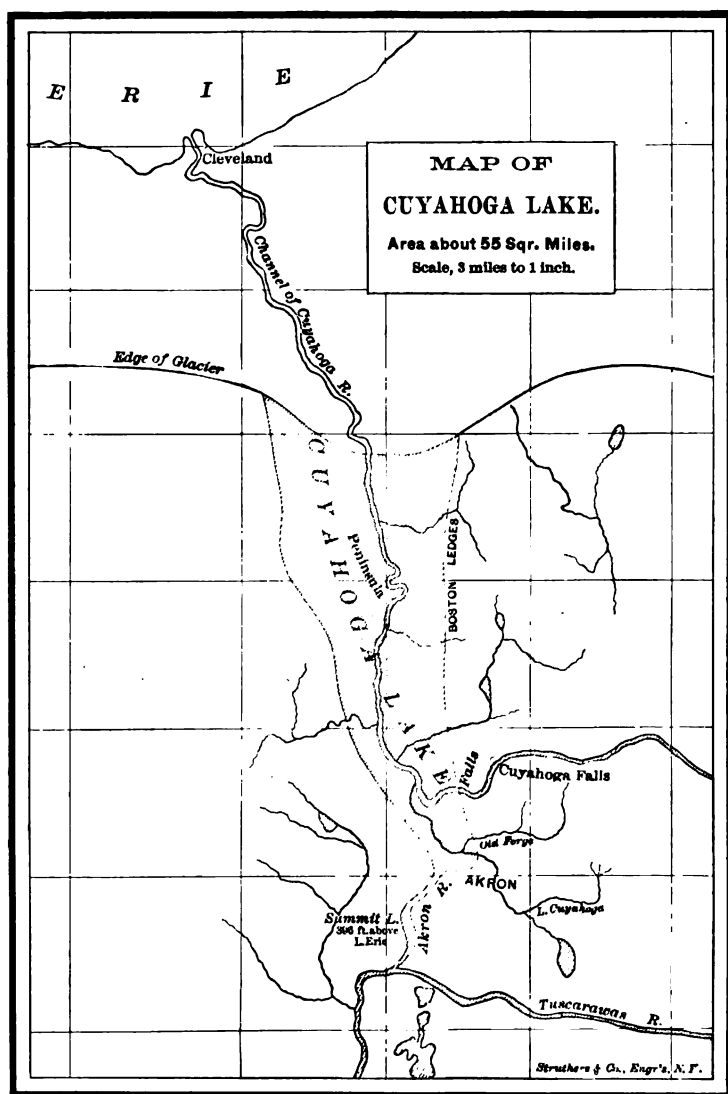 ERIE
Cleveland
MAP OF
CUYAHOGA LAKE.
Area about 55 Sqr. Miles.
Scale, 3 miles to 1 inch.
Channel of Cuyahoga R.
Edge of Glacier
CUYAHOGA LAKE
Peninsula
BOSTON LEDGES
Falls
Cuyahoga Falls
Old Forge
AKRON
L. Cuyahoga
Summit L.
396 ft. above
L. Erie
Akron R.
Tuscarawas R.
Struthers & Co., Engr's, N. Y.